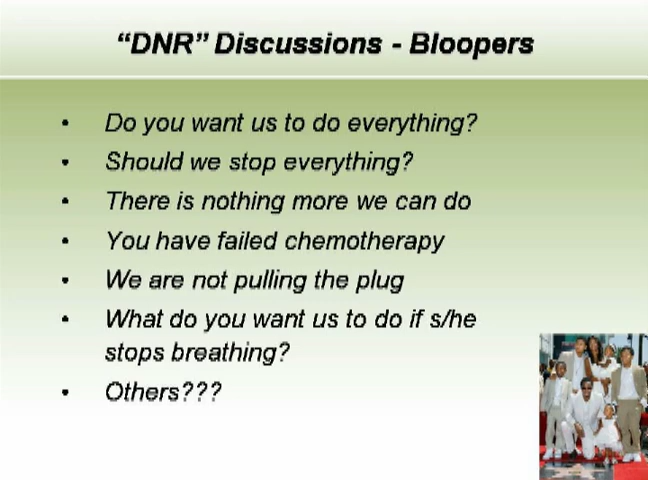 “DNR” Discussions - Bloopers
• Do you want us to do everything?
• Should we stop everything?
• There is nothing more we can do
• You have failed chemotherapy
• We are not pulling the plug
• What do you want us to do if s/he
stops breathing?
• Others???